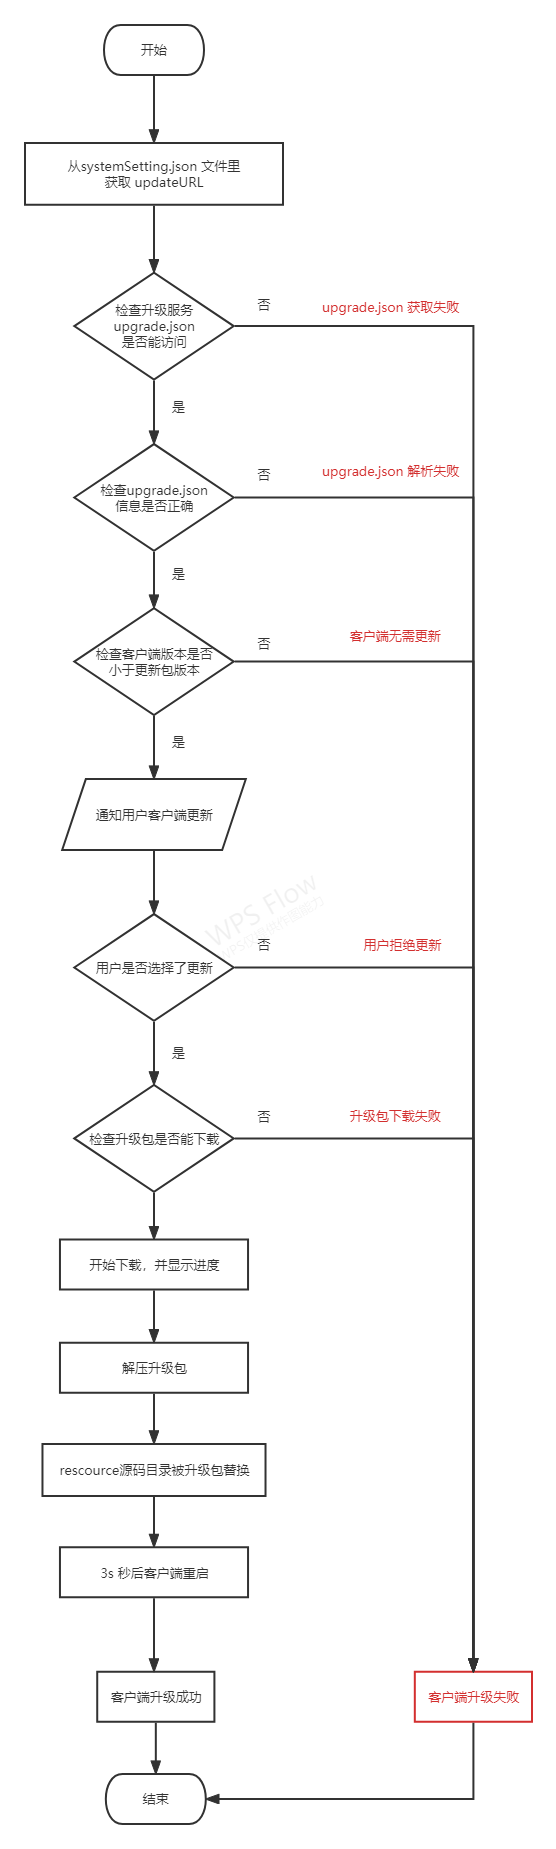 开始
从systemSetting.json 文件里
获取 updateURL
检查升级服务
upgrade.json
是否能访问
否
upgrade.json 获取失败
是
检查upgrade.json
信息是否正确
否
upgrade.json 解析失败
是
检查客户端版本是否
小于更新包版本
否
客户端无需更新
是
通知用户客户端更新
WPS Flow
用户是否选择了更新
否
用户拒绝更新
是
检查升级包是否能下载
否
升级包下载失败
开始下载，并显示进度
解压升级包
rescource源码目录被升级包替换
3s 秒后客户端重启
客户端升级成功
客户端升级失败
结束